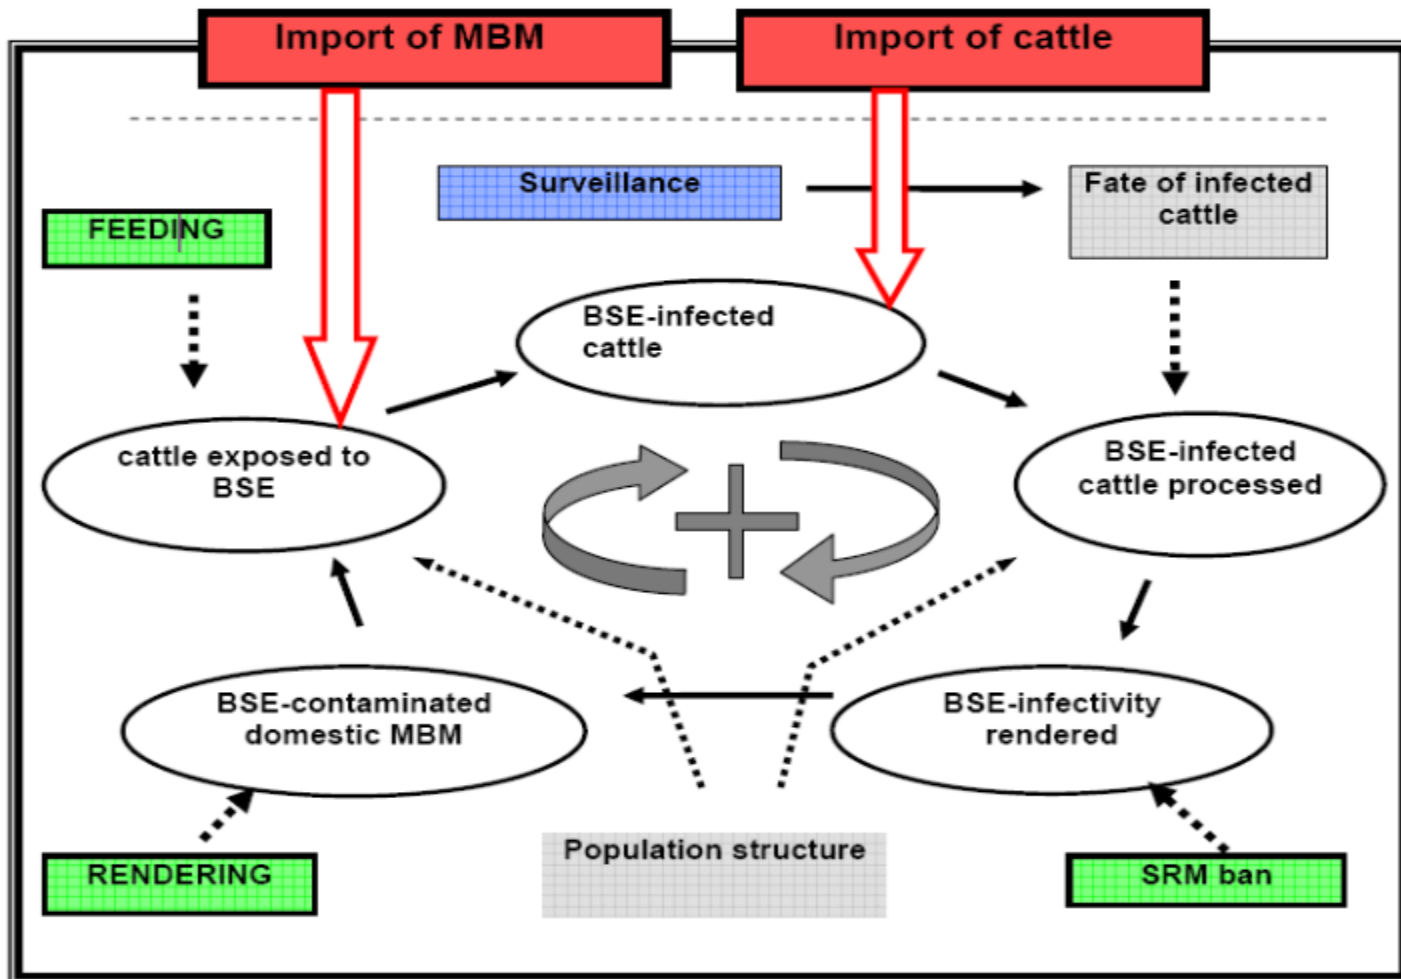 Import of MBM
Import of cattle
Surveillance
Fate of infected
cattle
FEEDING
BSE-infected
cattle
cattle exposed to
BSE
BSE-infected
cattle processed
BSE-contaminated
domestic MBM
BSE-infectivity
rendered
RENDERING
Population structure
SRM ban